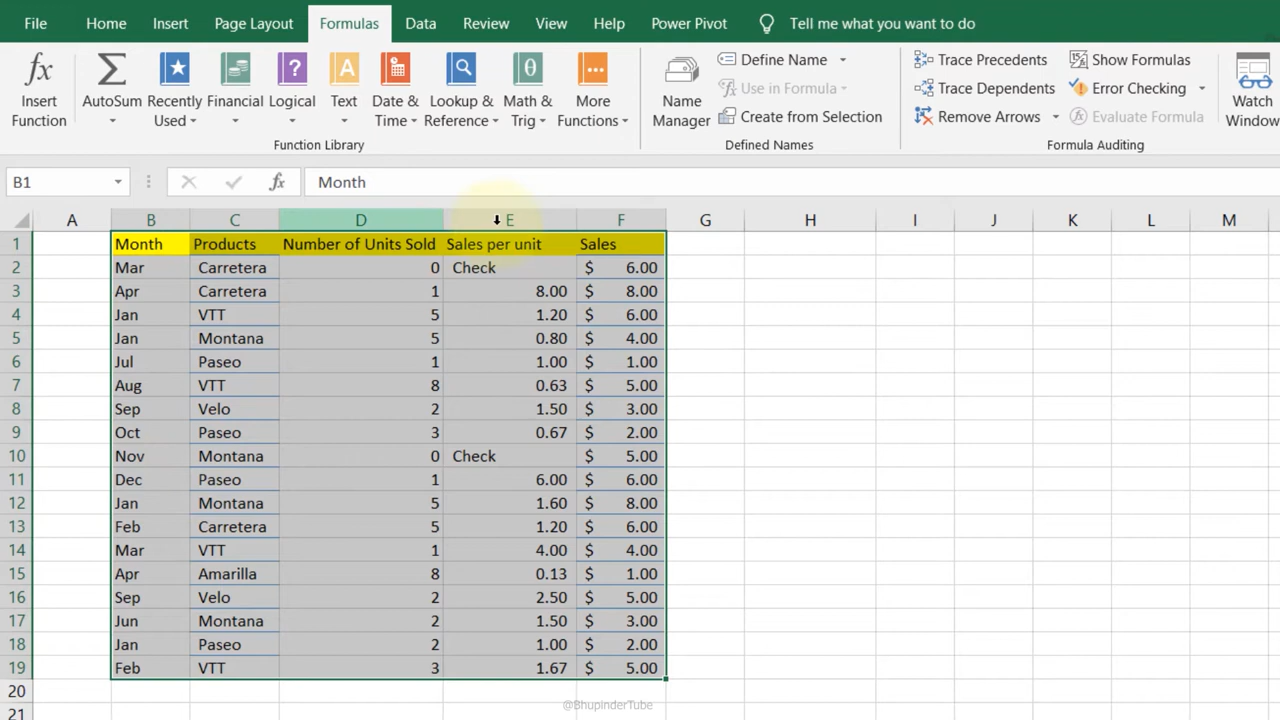 File Home Insert Page Layout Formulas Data Review View Help Power Pivot Tell me what you want to do
fx Insert Function
AutoSum
Recently Used
Financial
Logical
Text
Date & Time
Lookup & Reference
Math & Trig
More Functions
Function Library
Name Manager
Define Name
Use in Formula
Create from Selection
Defined Names
Trace Precedents
Trace Dependents
Remove Arrows
Show Formulas
Error Checking
Evaluate Formula
Formula Auditing
Watch Window
B1 fx Month
A B C D E F G H I J K L M
1 Month Products Number of Units Sold Sales per unit Sales
2 Mar Carretera 0 Check $ 6.00
3 Apr Carretera 1 8.00 $ 8.00
4 Jan VTT 5 1.20 $ 6.00
5 Jan Montana 5 0.80 $ 4.00
6 Jul Paseo 1 1.00 $ 1.00
7 Aug VTT 8 0.63 $ 5.00
8 Sep Velo 2 1.50 $ 3.00
9 Oct Paseo 3 0.67 $ 2.00
10 Nov Montana 0 Check $ 5.00
11 Dec Paseo 1 6.00 $ 6.00
12 Jan Montana 5 1.60 $ 8.00
13 Feb Carretera 5 1.20 $ 6.00
14 Mar VTT 1 4.00 $ 4.00
15 Apr Amarilla 8 0.13 $ 1.00
16 Sep Velo 2 2.50 $ 5.00
17 Jun Montana 2 1.50 $ 3.00
18 Jan Paseo 2 1.00 $ 2.00
19 Feb VTT 3 1.67 $ 5.00
20
21
@BhupinderTube